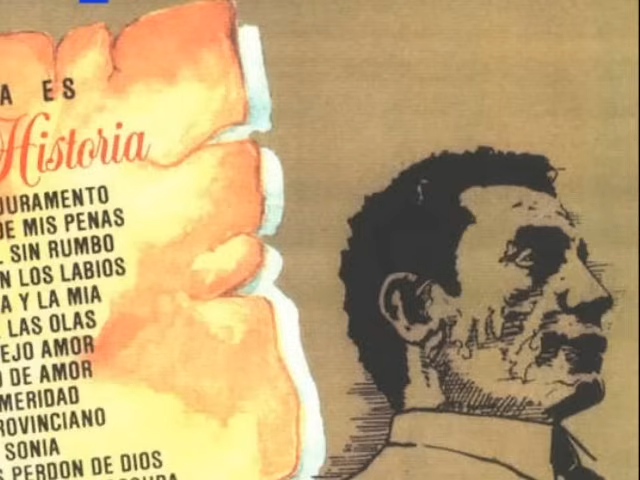 A ES
Historia
JURAMENTO
DE MIS PENAS
SIN RUMBO
N LOS LABIOS
A Y LA MIA
LAS OLAS
EJO AMOR
DE AMOR
MERIDAD
ROVINCIANO
SONIA
S PERDON DE DIOS